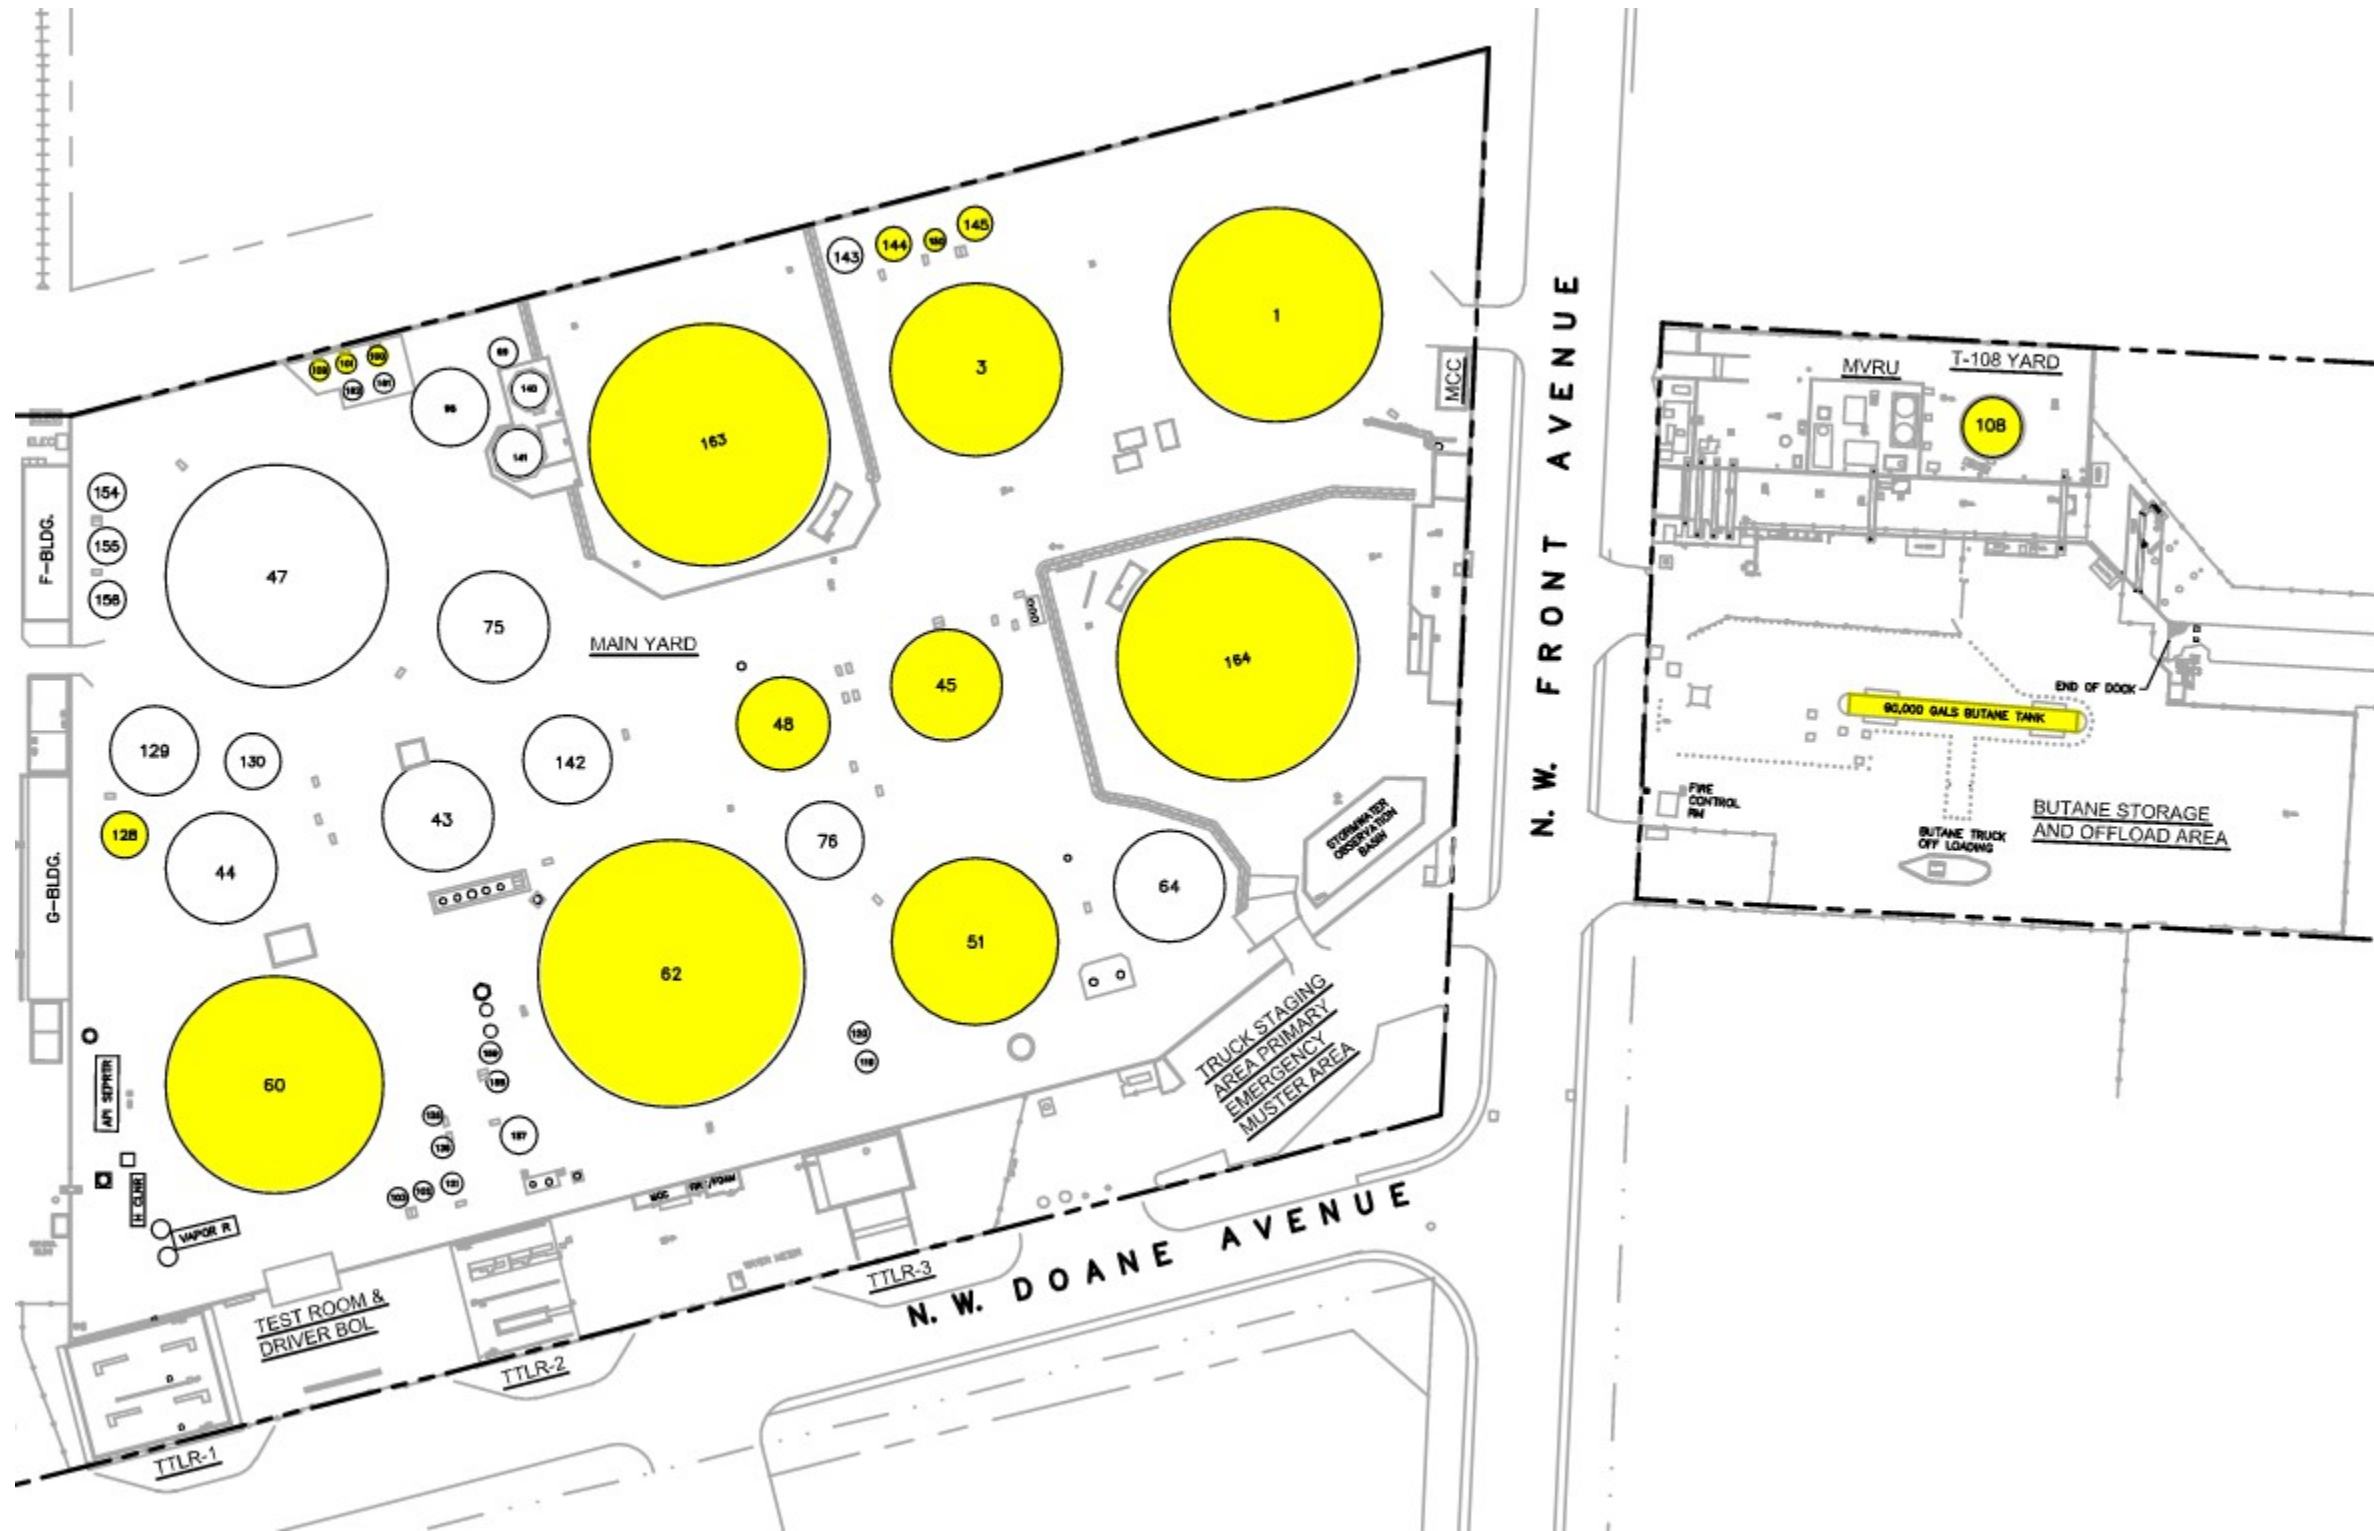 145
144
143
1
3
163
MCC
N. W. FRONT AVENUE
MVRU
T-108 YARD
108
154
155
156
F-BLDG.
47
75
MAIN YARD
45
48
164
END OF DOCK
90,000 GALS BUTANE TANK
129
130
142
128
44
43
76
64
G-BLDG.
STORMWATER
OBSERVATION
BASIN
FIRE
CONTROL
RM
BUTANE TRUCK
OFF LOADING
BUTANE STORAGE
AND OFFLOAD AREA
62
51
60
TRUCK STAGING
AREA PRIMARY
EMERGENCY
MUSTER AREA
API SEPRTR
137
VAPOR R
MCC
N. W. DOANE AVENUE
WATER METER
TEST ROOM &
DRIVER BOL
TTLR-3
TTLR-2
TTLR-1